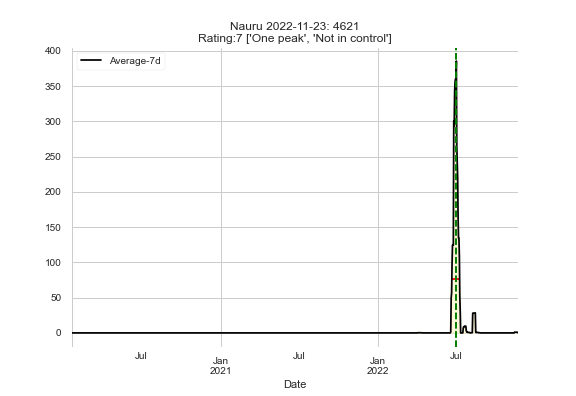 Nauru 2022-11-23: 4621
Rating:7 ['One peak', 'Not in control']
400
Average-7d
350
300
250
200
150
100
50
0
Jul
Jan
2021
Jul
Jan
2022
Jul
Date